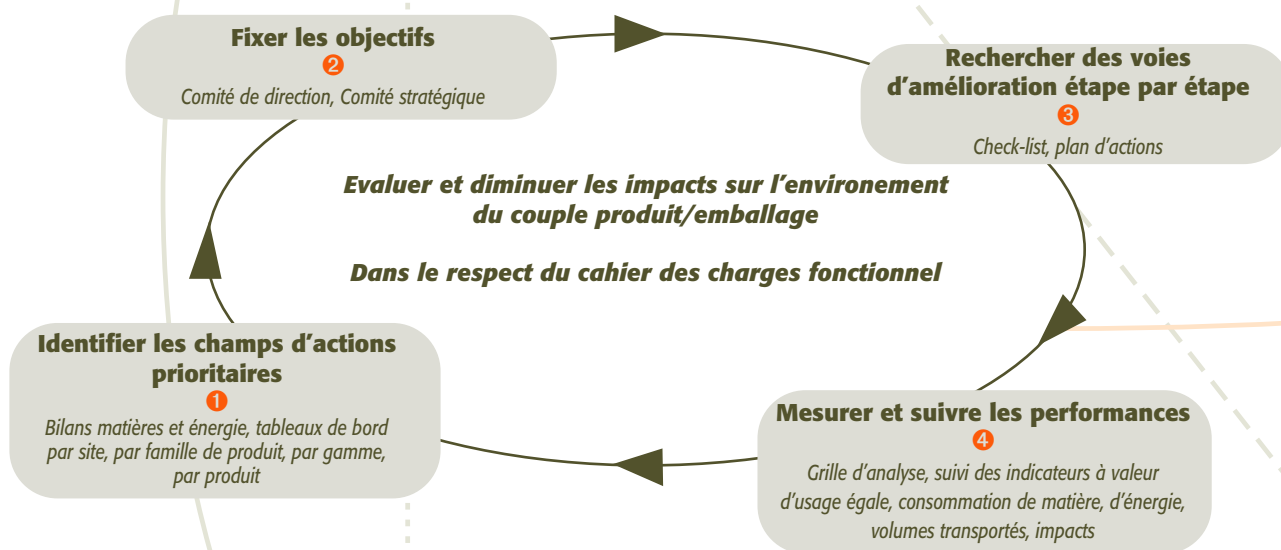 Fixer les objectifs
❷
Comité de direction, Comité stratégique
Rechercher des voies
d'amélioration étape par étape
❸
Check-list, plan d'actions
Evaluer et diminuer les impacts sur l'environement
du couple produit/emballage
Dans le respect du cahier des charges fonctionnel
Identifier les champs d'actions
prioritaires
❶
Bilans matières et énergie, tableaux de bord
par site, par famille de produit, par gamme,
par produit
Mesurer et suivre les performances
❹
Grille d'analyse, suivi des indicateurs à valeur
d'usage égale, consommation de matière, d'énergie,
volumes transportés, impacts